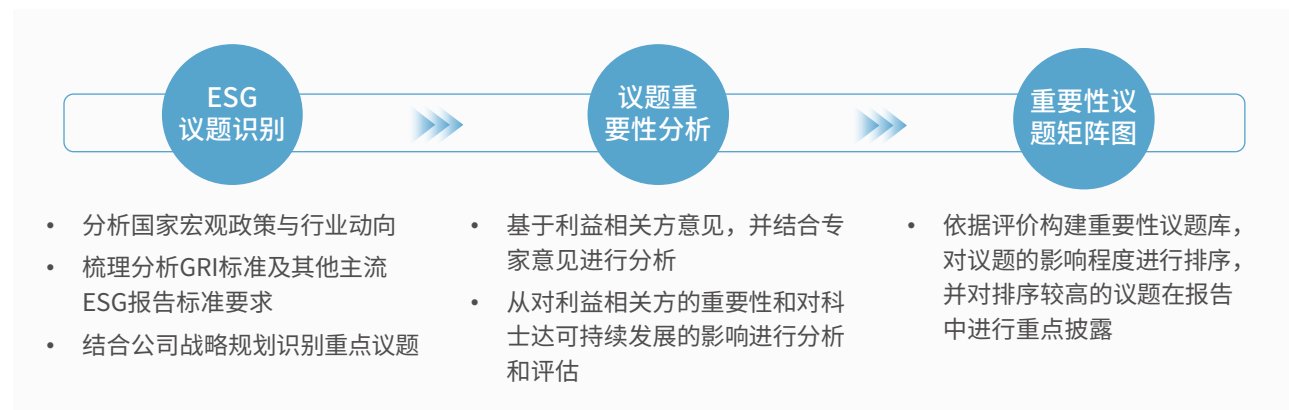 ESG
议题识别
议题重
要性分析
重要性议
题矩阵图
• 分析国家宏观政策与行业动向
• 梳理分析GRI标准及其他主流
ESG报告标准要求
• 结合公司战略规划识别重点议题
• 基于利益相关方意见，并结合专
家意见进行分析
• 从对利益相关方的重要性和对科
士达可持续发展的影响进行分析
和评估
• 依据评价构建重要性议题库，
对议题的影响程度进行排序，
并对排序较高的议题在报告
中进行重点披露